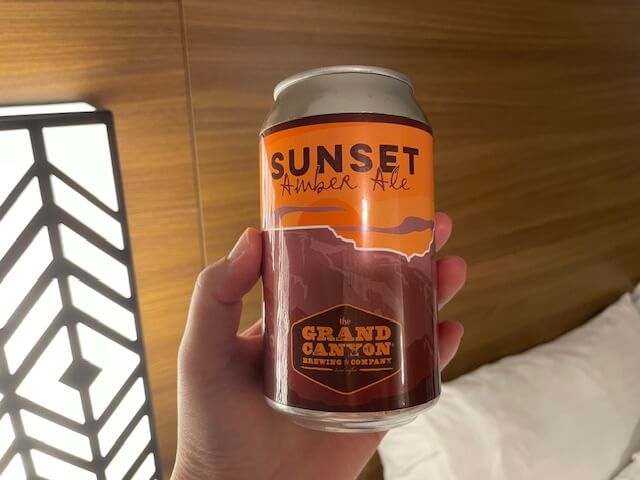 SUNSET
Amber Ale
the
GRAND
CANYON
BREWING COMPANY